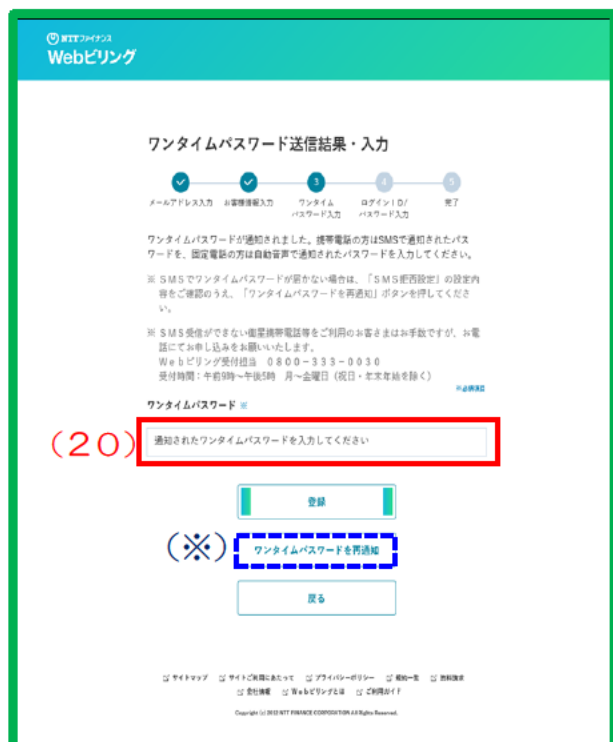 NTTファイナンス
Webビリング
ワンタイムパスワード送信結果・入力
3 4 5
メールアドレス入力 お客様情報入力 ワンタイム ログインID/ 完了
パスワード入力 パスワード入力
ワンタイムパスワードが通知されました。携帯電話の方はSMSで通知されたパス
ワードを、固定電話の方は自動音声で通知されたパスワードを入力してください。
※ SMSでワンタイムパスワードが届かない場合は、「SMS拒否設定」の設定内
容をご確認のうえ、「ワンタイムパスワードを再通知」ボタンを押してくださ
い。
※ SMS受信ができない衛星携帯電話等をご利用のお客さまはお手数ですが、お電
話にてお申し込みをお願いいたします。
Webビリング受付担当 0800-333-0030
受付時間：午前9時～午後5時 月～金曜日（祝日・年末年始を除く）
※必須項目
ワンタイムパスワード ※
（20）
通知されたワンタイムパスワードを入力してください
登録
（※）
ワンタイムパスワードを再通知
戻る
サイトマップ サイトご利用にあたって プライバシーポリシー 規約一覧 資料請求
会社情報 Webビリングとは ご利用ガイド
Copyright (c) 2012 NTT FINANCE CORPORATION All Rights Reserved.